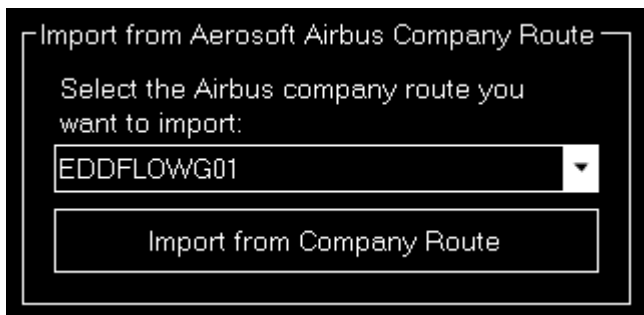 Import from Aerosoft Airbus Company Route
Select the Airbus company route you
want to import:
EDDFLOWG01
Import from Company Route